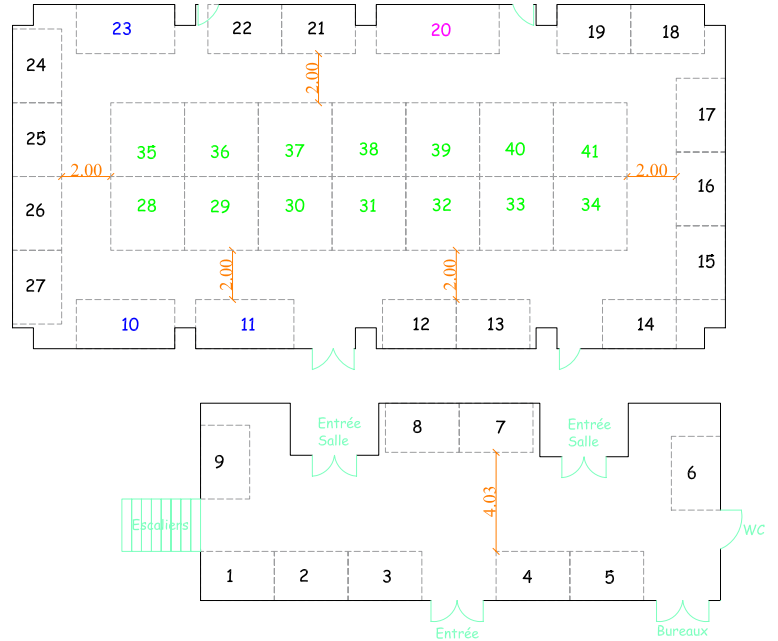 23 22 21 20 19 18
24
2.00
17
25
35 36 37 38 39 40 41
2.00 2.00
16
26 28 29 30 31 32 33 34
15
27
2.00 2.00
10 11 12 13 14
Entrée
Salle
8 7
Entrée
Salle
9 6
4.03
Escaliers
WC
1 2 3 4 5
Entrée
Bureaux